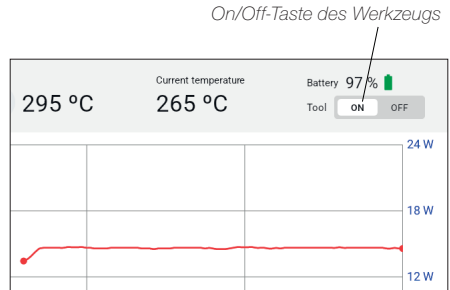 On/Off-Taste des Werkzeugs
Current temperature
Battery 97 %
295 ºC
265 ºC
Tool ON OFF
24 W
18 W
12 W